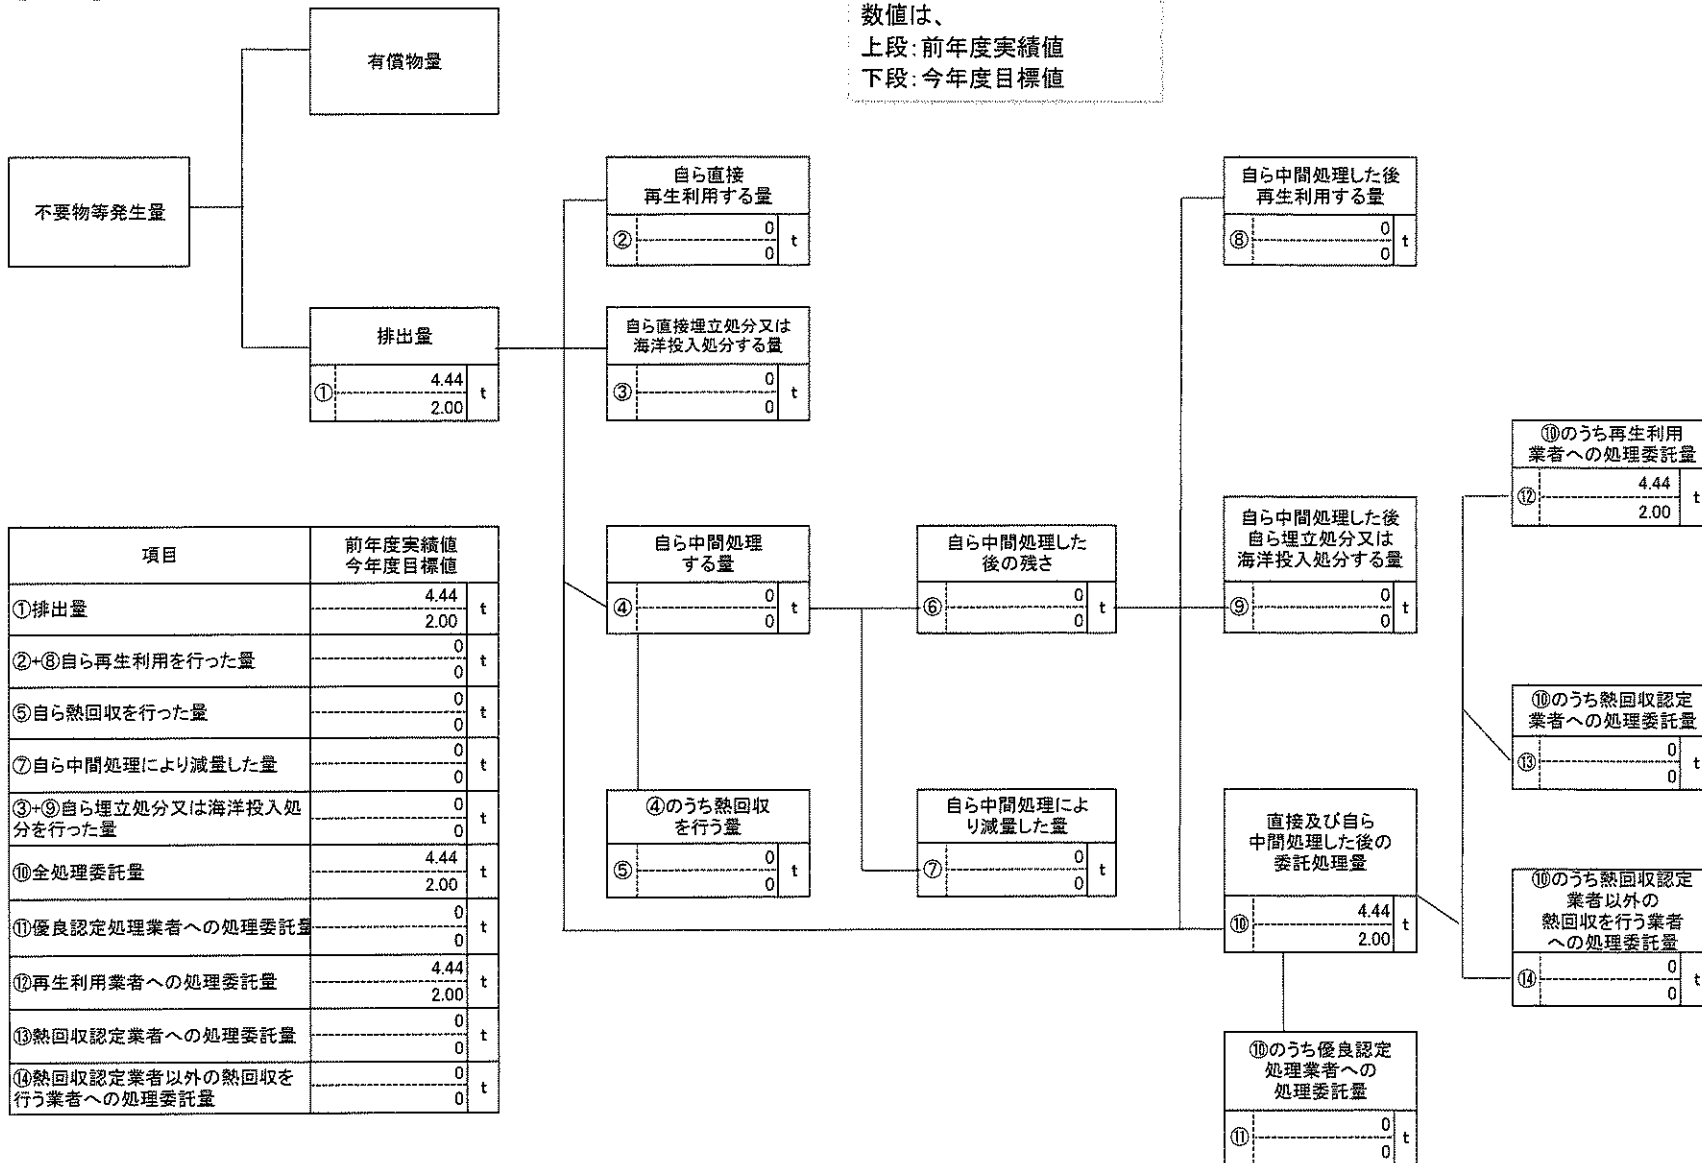 数値は、
上段:前年度実績値
下段:今年度目標値
有償物量
不要物等発生量
排出量
①
4.44
2.00
t
自ら直接
再生利用する量
②
0
0
t
自ら直接埋立処分又は
海洋投入処分する量
③
0
0
t
自ら中間処理した後
再生利用する量
⑧
0
0
t
自ら中間処理
する量
④
0
0
t
自ら中間処理した
後の残さ
⑥
0
0
t
自ら中間処理した後
自ら埋立処分又は
海洋投入処分する量
⑨
0
0
t
④のうち熱回収
を行う量
⑤
0
0
t
自ら中間処理によ
り減量した量
⑦
0
0
t
直接及び自ら
中間処理した後の
委託処理量
⑩
4.44
2.00
t
⑩のうち優良認定
処理業者への
処理委託量
⑪
0
0
t
⑩のうち再生利用
業者への処理委託量
⑫
4.44
2.00
t
⑩のうち熱回収認定
業者への処理委託量
⑬
0
0
t
⑩のうち熱回収認定
業者以外の
熱回収を行う業者
への処理委託量
⑭
0
0
t
項目
前年度実績値
今年度目標値
①排出量
4.44
2.00
t
②+⑧自ら再生利用を行った量
0
0
t
⑤自ら熱回収を行った量
0
0
t
⑦自ら中間処理により減量した量
0
0
t
③+⑨自ら埋立処分又は海洋投入処
分を行った量
0
0
t
⑩全処理委託量
4.44
2.00
t
⑪優良認定処理業者への処理委託量
0
0
t
⑫再生利用業者への処理委託量
4.44
2.00
t
⑬熱回収認定業者への処理委託量
0
0
t
⑭熱回収認定業者以外の熱回収を
行う業者への処理委託量
0
0
t